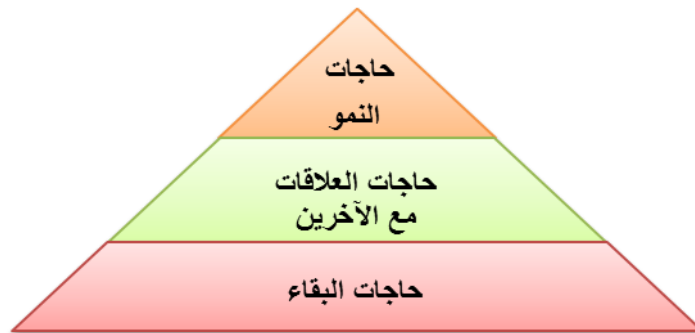 حاجات
النمو
حاجات العلاقات
مع الآخرين
حاجات البقاء